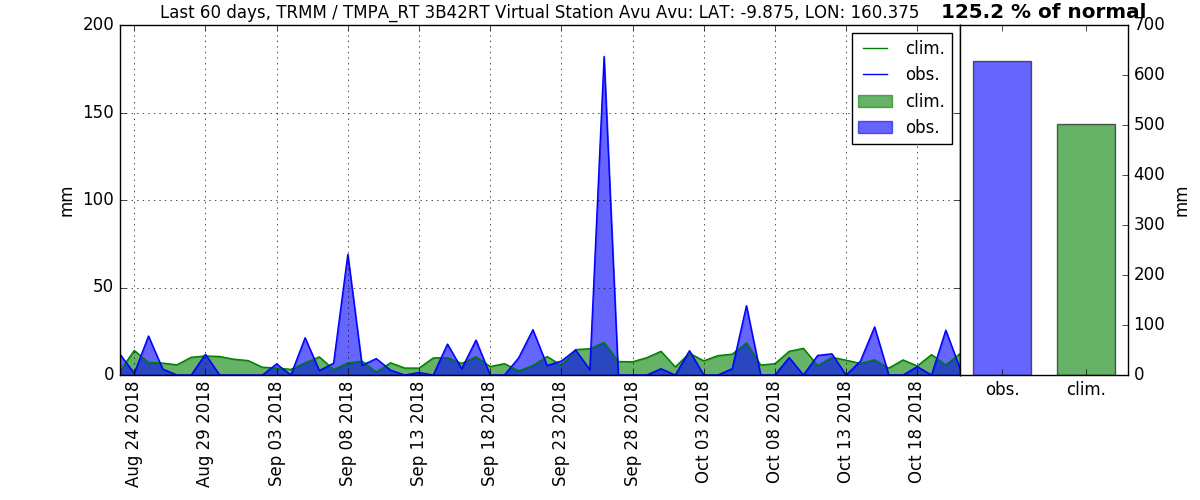 Last 60 days, TRMM / TMPA_RT 3B42RT Virtual Station Avu Avu: LAT: -9.875, LON: 160.375
125.2 % of normal
200
150
100
50
0
mm
clim.
obs.
clim.
obs.
700
600
500
400
300
200
100
0
mm
obs.
clim.
Aug 24 2018
Aug 29 2018
Sep 03 2018
Sep 08 2018
Sep 13 2018
Sep 18 2018
Sep 23 2018
Sep 28 2018
Oct 03 2018
Oct 08 2018
Oct 13 2018
Oct 18 2018